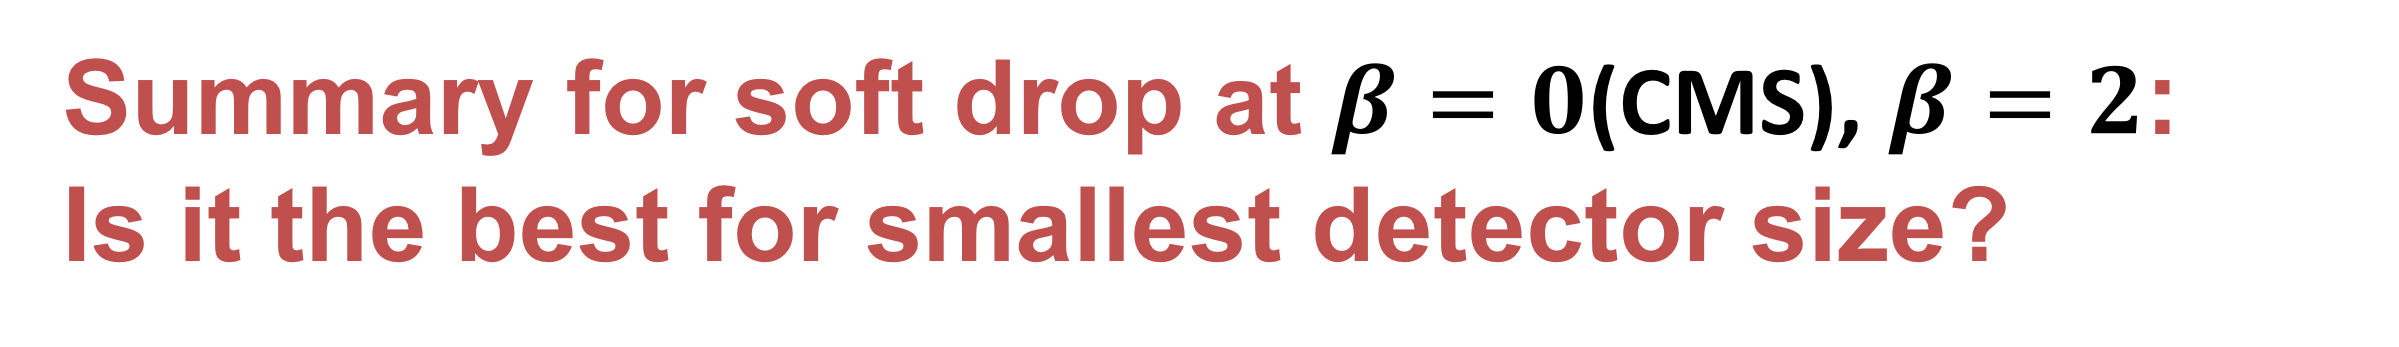 Summary for soft drop at 𝜷 = 𝟎(CMS), 𝜷 = 𝟐:
Is it the best for smallest detector size?